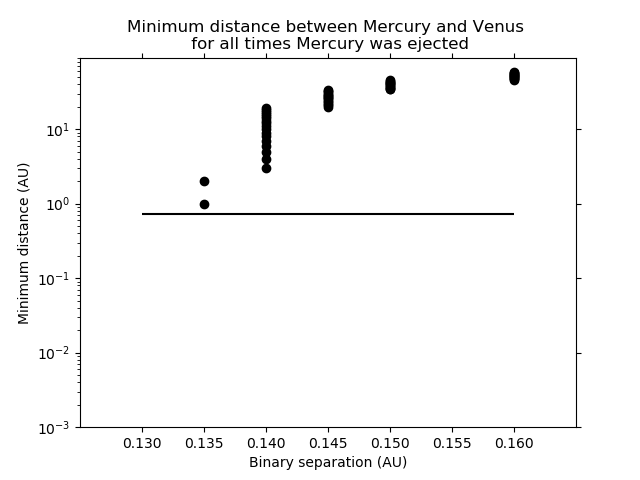 Minimum distance between Mercury and Venus
for all times Mercury was ejected
Minimum distance (AU)
10¹
10⁰
10⁻¹
10⁻²
10⁻³
0.130 0.135 0.140 0.145 0.150 0.155 0.160
Binary separation (AU)